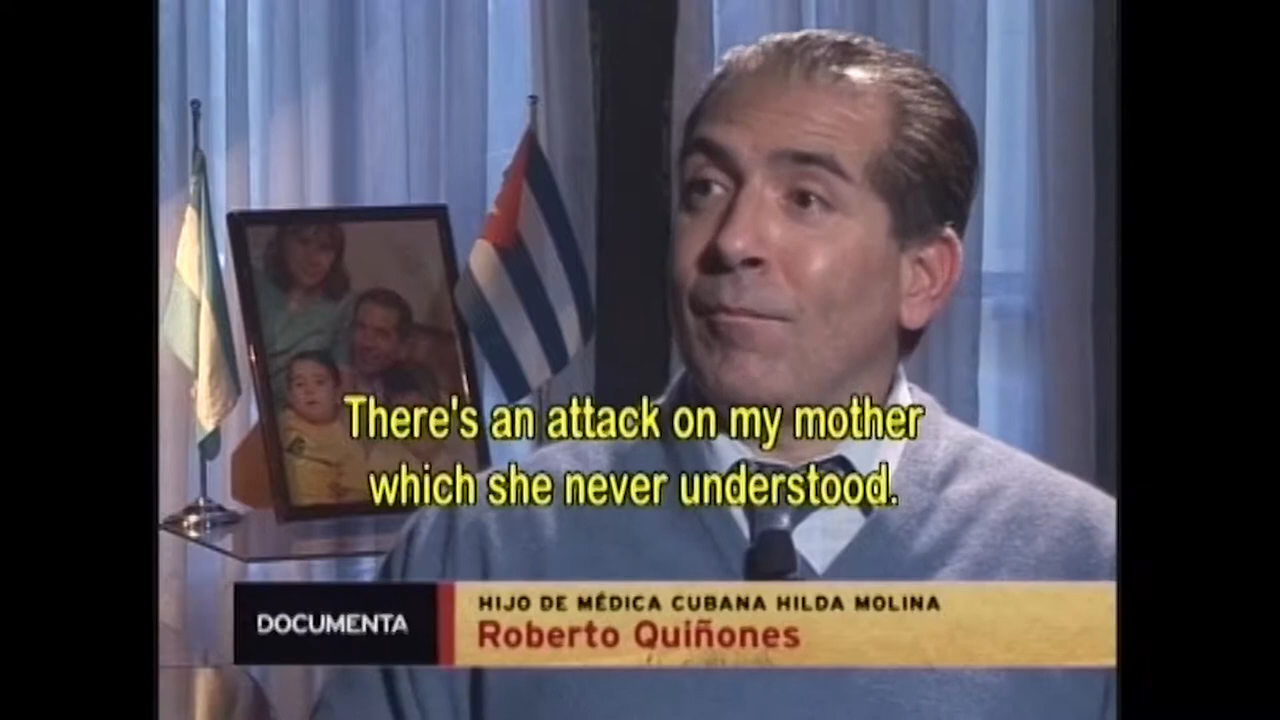 There's an attack on my mother
which she never understood.
DOCUMENTA
HIJO DE MÉDICA CUBANA HILDA MOLINA
Roberto Quiñones